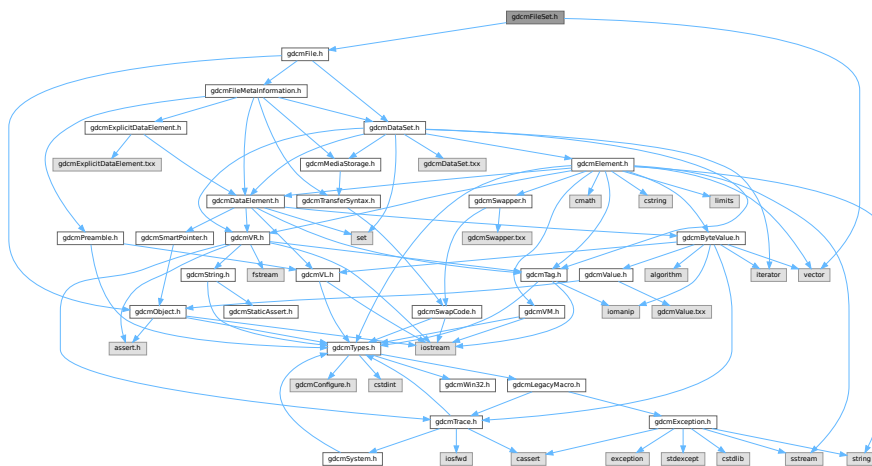 gdcmFileSet.h
gdcmFile.h
gdcmFileMetaInformation.h
gdcmExplicitDataElement.h
gdcmDataSet.h
gdcmExplicitDataElement.txx
gdcmMediaStorage.h
gdcmDataSet.txx
gdcmElement.h
gdcmDataElement.h
gdcmTransferSyntax.h
gdcmSwapper.h
cmath
cstring
limits
gdcmPreamble.h
gdcmSmartPointer.h
gdcmVR.h
set
gdcmSwapper.txx
gdcmByteValue.h
gdcmString.h
fstream
gdcmVL.h
gdcmTag.h
gdcmValue.h
algorithm
iterator
vector
gdcmObject.h
gdcmStaticAssert.h
gdcmSwapCode.h
gdcmVM.h
iomanip
gdcmValue.txx
assert.h
gdcmTypes.h
iostream
gdcmConfigure.h
cstdint
gdcmWin32.h
gdcmLegacyMacro.h
gdcmTrace.h
gdcmException.h
gdcmSystem.h
iosfwd
cassert
exception
stdexcept
cstdlib
sstream
string